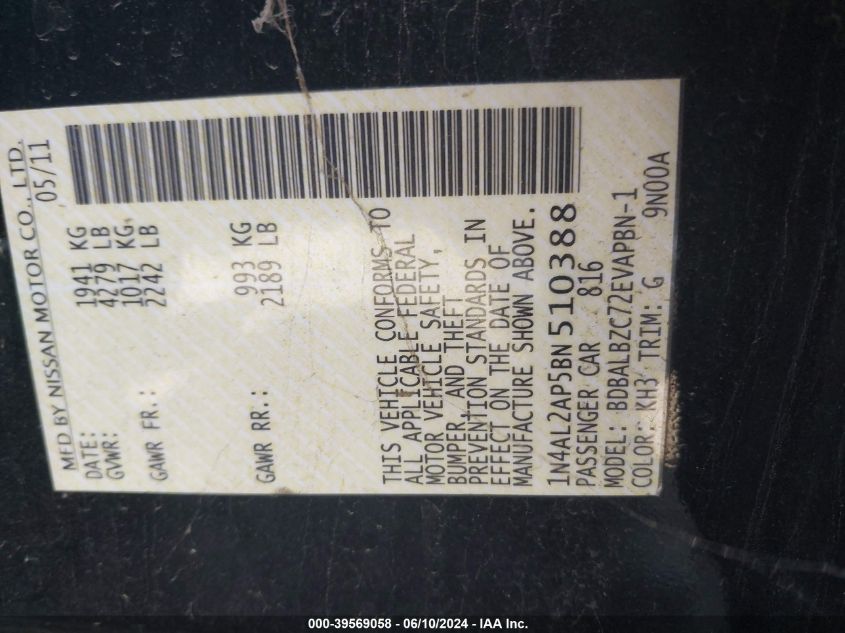 MFD BY NISSAN MOTOR CO., LTD.
DATE: 05/11
GVWR: 1941 KG
4279 LB
GAWR FR.: 1017 KG
2242 LB
GAWR RR.: 993 KG
2189 LB
THIS VEHICLE CONFORMS TO
ALL APPLICABLE FEDERAL
MOTOR VEHICLE SAFETY,
BUMPER, AND THEFT
PREVENTION STANDARDS IN
EFFECT ON THE DATE OF
MANUFACTURE SHOWN ABOVE.
1N4AL2AP5BN510388
PASSENGER CAR 816
MODEL: BDBALBZC72EVAPBN-1
COLOR: KH3 TRIM: G 9N00A
000-39569058 - 06/10/2024 - IAA Inc.